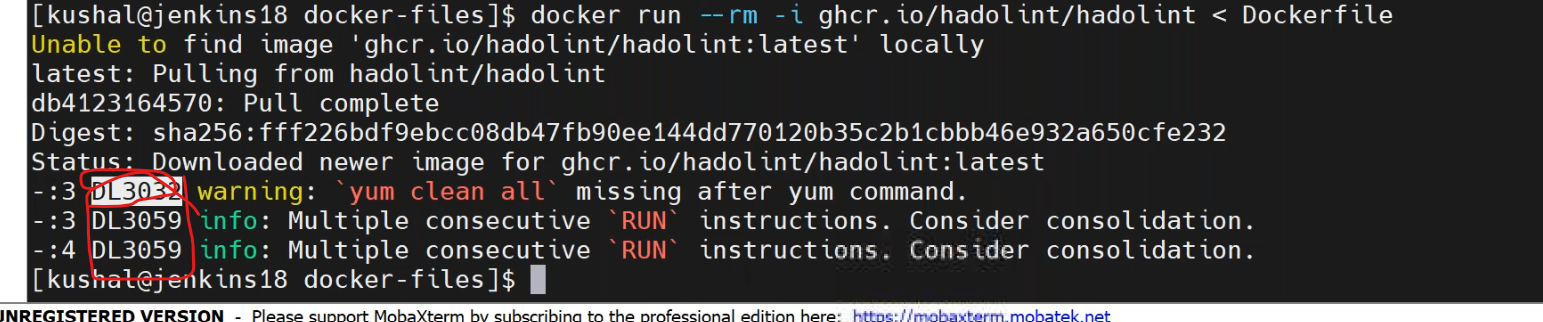 [kushal@jenkins18 docker-files]$ docker run --rm -i ghcr.io/hadolint/hadolint < Dockerfile
Unable to find image 'ghcr.io/hadolint/hadolint:latest' locally
latest: Pulling from hadolint/hadolint
db4123164570: Pull complete
Digest: sha256:fff226bdf9ebcc08db47fb90ee144dd770120b35c2b1cbbb46e932a650cfe232
Status: Downloaded newer image for ghcr.io/hadolint/hadolint:latest
-:3 DL3032 warning: `yum clean all` missing after yum command.
-:3 DL3059 info: Multiple consecutive `RUN` instructions. Consider consolidation.
-:4 DL3059 info: Multiple consecutive `RUN` instructions. Consider consolidation.
[kushal@jenkins18 docker-files]$
UNREGISTERED VERSION - Please support MobaXterm by subscribing to the professional edition here: https://mobaxterm.mobatek.net